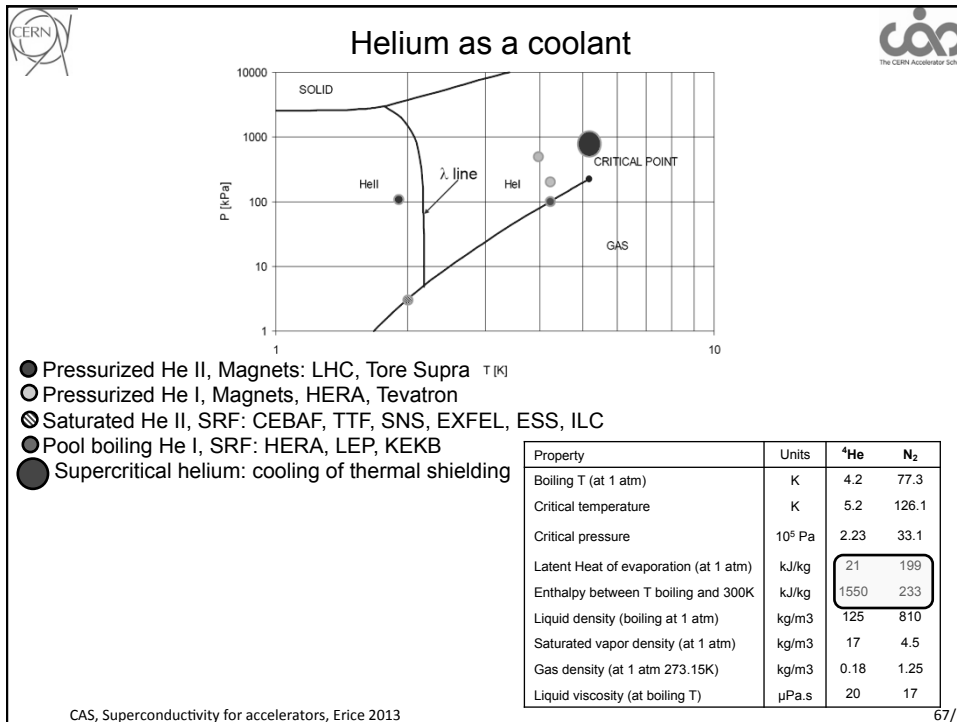 CERN
Helium as a coolant
The CERN Accelerator Sch
10000
1000
100
10
1
P [kPa]
SOLID
λ line
HeII
HeI
CRITICAL POINT
GAS
1
10
T [K]
Pressurized He II, Magnets: LHC, Tore Supra
Pressurized He I, Magnets, HERA, Tevatron
Saturated He II, SRF: CEBAF, TTF, SNS, EXFEL, ESS, ILC
Pool boiling He I, SRF: HERA, LEP, KEKB
Supercritical helium: cooling of thermal shielding
Property Units ⁴He N₂
Boiling T (at 1 atm) K 4.2 77.3
Critical temperature K 5.2 126.1
Critical pressure 10⁵ Pa 2.23 33.1
Latent Heat of evaporation (at 1 atm) kJ/kg 21 199
Enthalpy between T boiling and 300K kJ/kg 1550 233
Liquid density (boiling at 1 atm) kg/m3 125 810
Saturated vapor density (at 1 atm) kg/m3 17 4.5
Gas density (at 1 atm 273.15K) kg/m3 0.18 1.25
Liquid viscosity (at boiling T) µPa.s 20 17
CAS, Superconductivity for accelerators, Erice 2013
67/